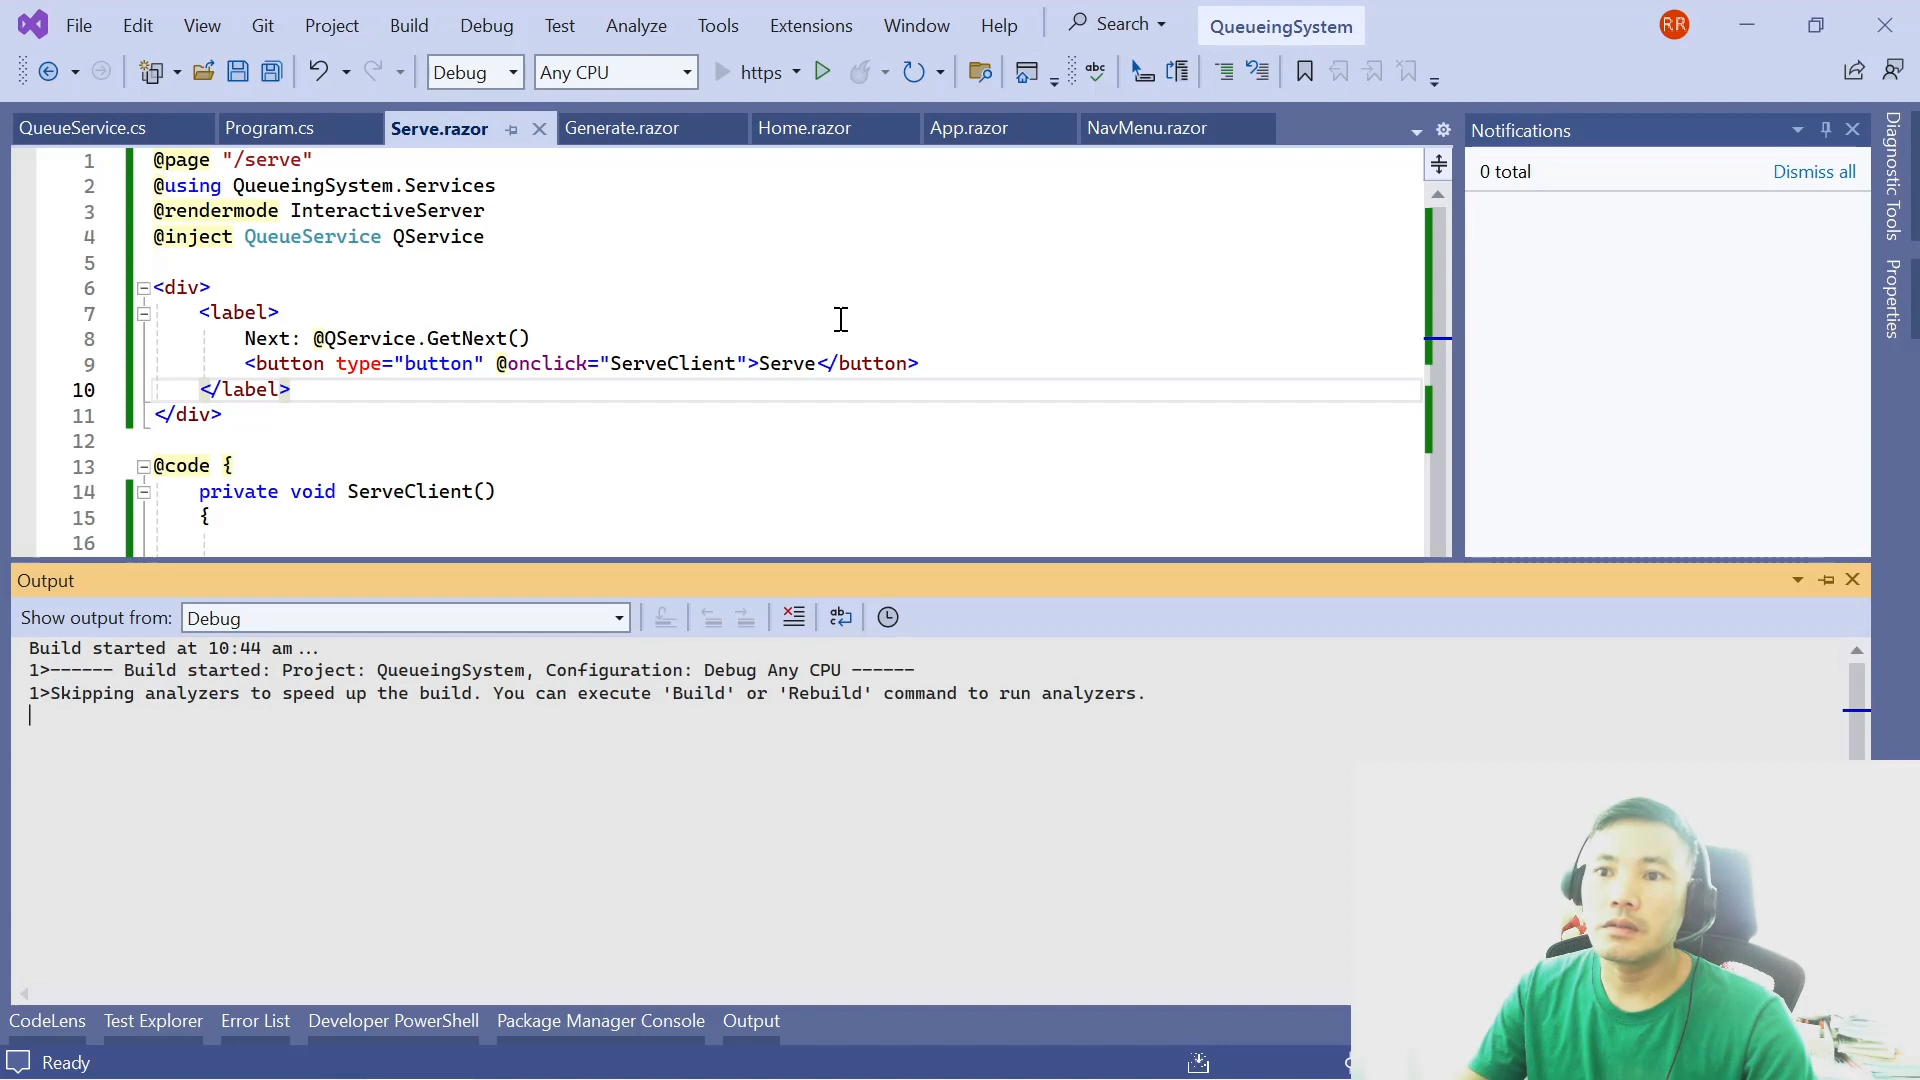 File Edit View Git Project Build Debug Test Analyze Tools Extensions Window Help Search QueueingSystem RR
Debug Any CPU https abc
QueueService.cs Program.cs Serve.razor Generate.razor Home.razor App.razor NavMenu.razor
1 @page "/serve"
2 @using QueueingSystem.Services
3 @rendermode InteractiveServer
4 @inject QueueService QService
5
6 <div>
7 <label>
8 Next: @QService.GetNext()
9 <button type="button" @onclick="ServeClient">Serve</button>
10 </label>
11 </div>
12
13 @code {
14 private void ServeClient()
15 {
16
Notifications
0 total Dismiss all
Diagnostic Tools
Properties
Output
Show output from: Debug
Build started at 10:44 am...
1>------ Build started: Project: QueueingSystem, Configuration: Debug Any CPU ------
1>Skipping analyzers to speed up the build. You can execute 'Build' or 'Rebuild' command to run analyzers.
CodeLens Test Explorer Error List Developer PowerShell Package Manager Console Output
Ready